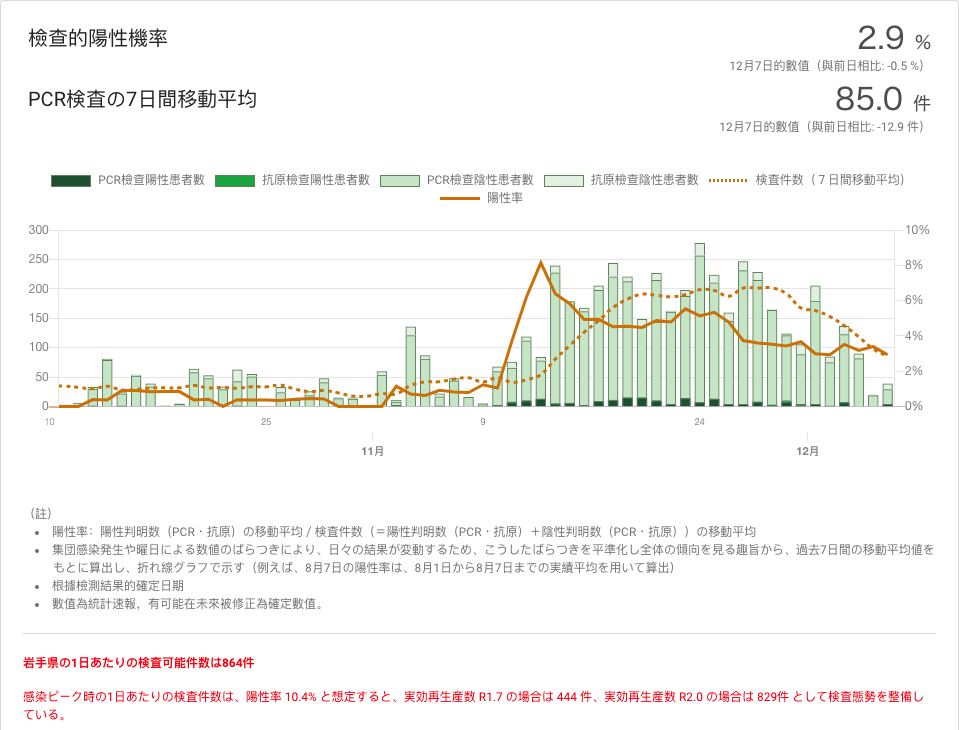 檢查的陽性機率
2.9 %
12月7日的數值（與前日相比: -0.5 %）
PCR検査の7日間移動平均
85.0 件
12月7日的數值（與前日相比: -12.9 件）
PCR檢查陽性患者數 抗原檢查陽性患者數 PCR檢查陰性患者數 抗原檢查陰性患者數 検査件数（７日間移動平均）
陽性率
300 10%
250 8%
200 6%
150 4%
100
50 2%
0 0%
10 25 9 24
11月 12月
（註）
• 陽性率：陽性判明数（PCR・抗原）の移動平均 / 検査件数（＝陽性判明数（PCR・抗原）＋陰性判明数（PCR・抗原））の移動平均
• 集団感染発生や曜日による数値のばらつきにより、日々の結果が変動するため、こうしたばらつきを平準化し全体の傾向を見る趣旨から、過去7日間の移動平均値を
もとに算出し、折れ線グラフで示す（例えば、8月7日の陽性率は、8月1日から8月7日までの実績平均を用いて算出）
• 根據檢測結果的確定日期
• 數值為統計速報，有可能在未來被修正為確定數值。
岩手県の1日あたりの検査可能件数は864件
感染ピーク時の1日あたりの検査件数は、陽性率 10.4% と想定すると、実効再生産数 R1.7 の場合は 444 件、実効再生産数 R2.0 の場合は 829件 として検査態勢を整備し
ている。